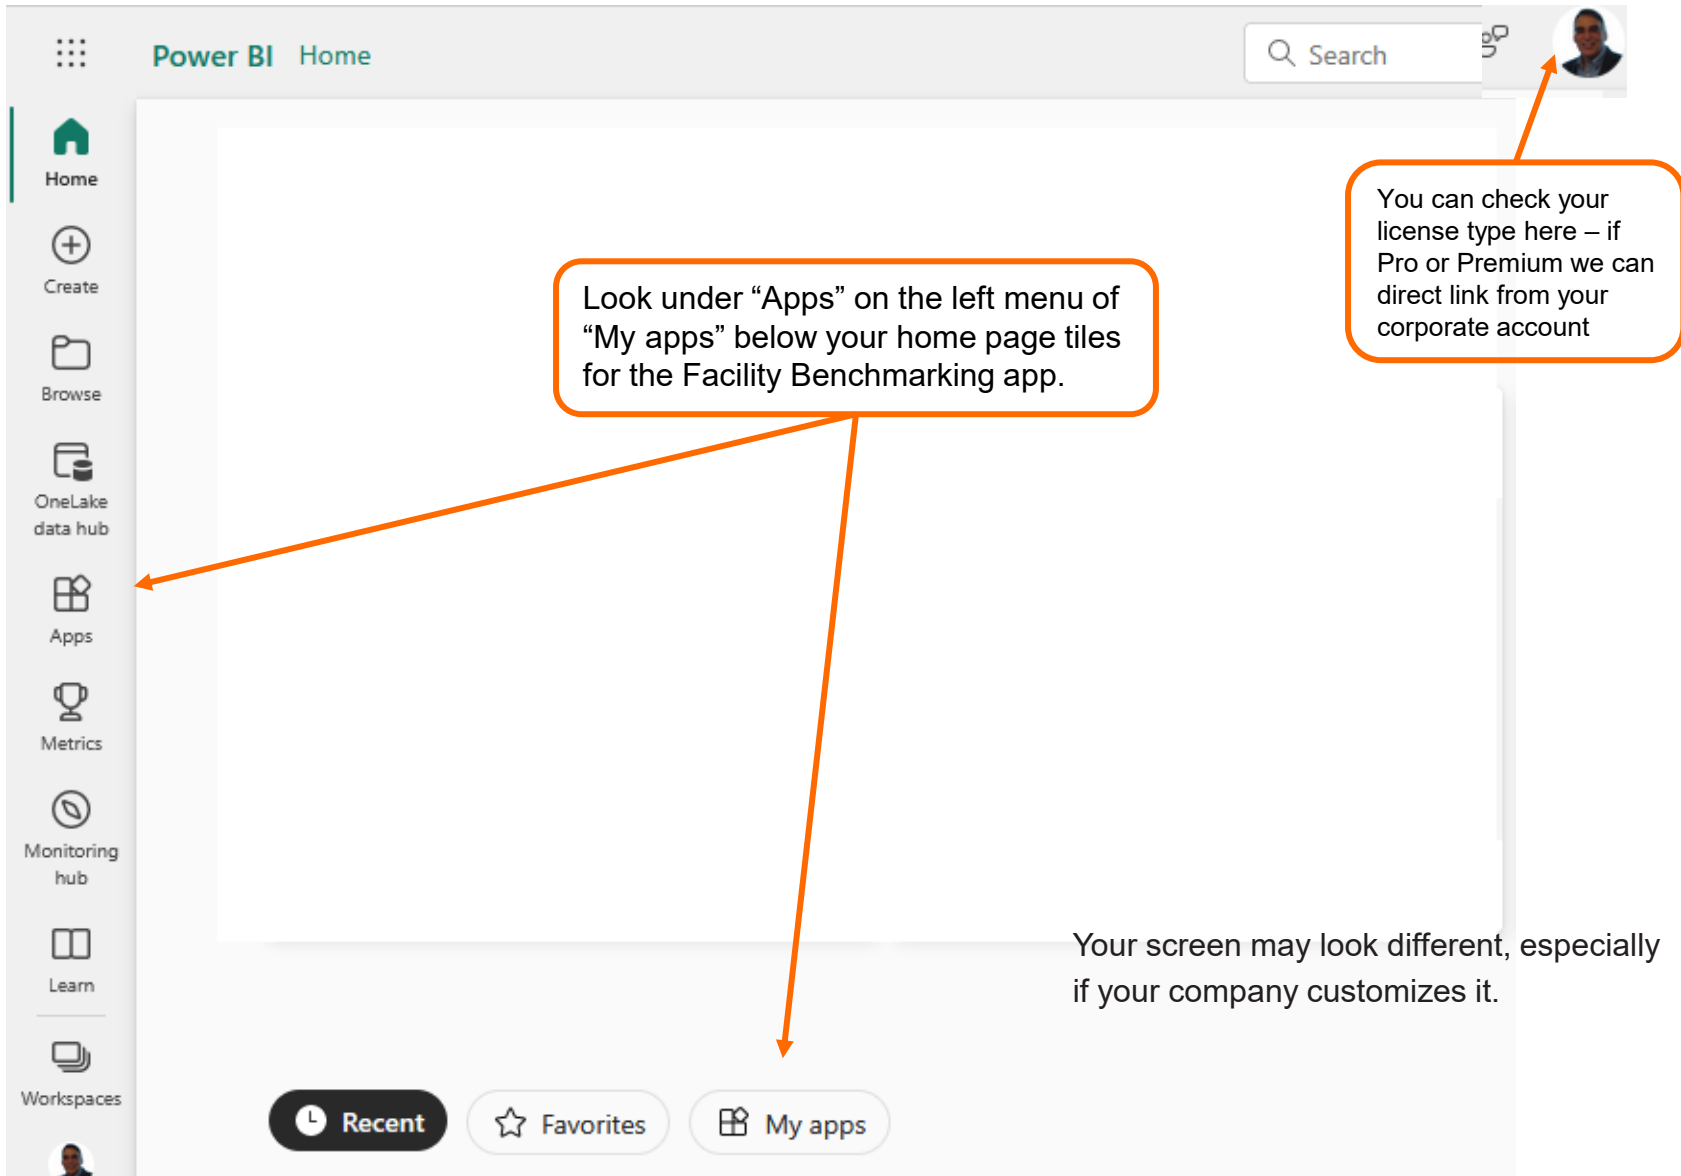 Power BI Home
Search
Home
Create
Browse
OneLake
data hub
Apps
Metrics
Monitoring
hub
Learn
Workspaces
You can check your
license type here – if
Pro or Premium we can
direct link from your
corporate account
Look under “Apps” on the left menu of
“My apps” below your home page tiles
for the Facility Benchmarking app.
Your screen may look different, especially
if your company customizes it.
Recent
Favorites
My apps